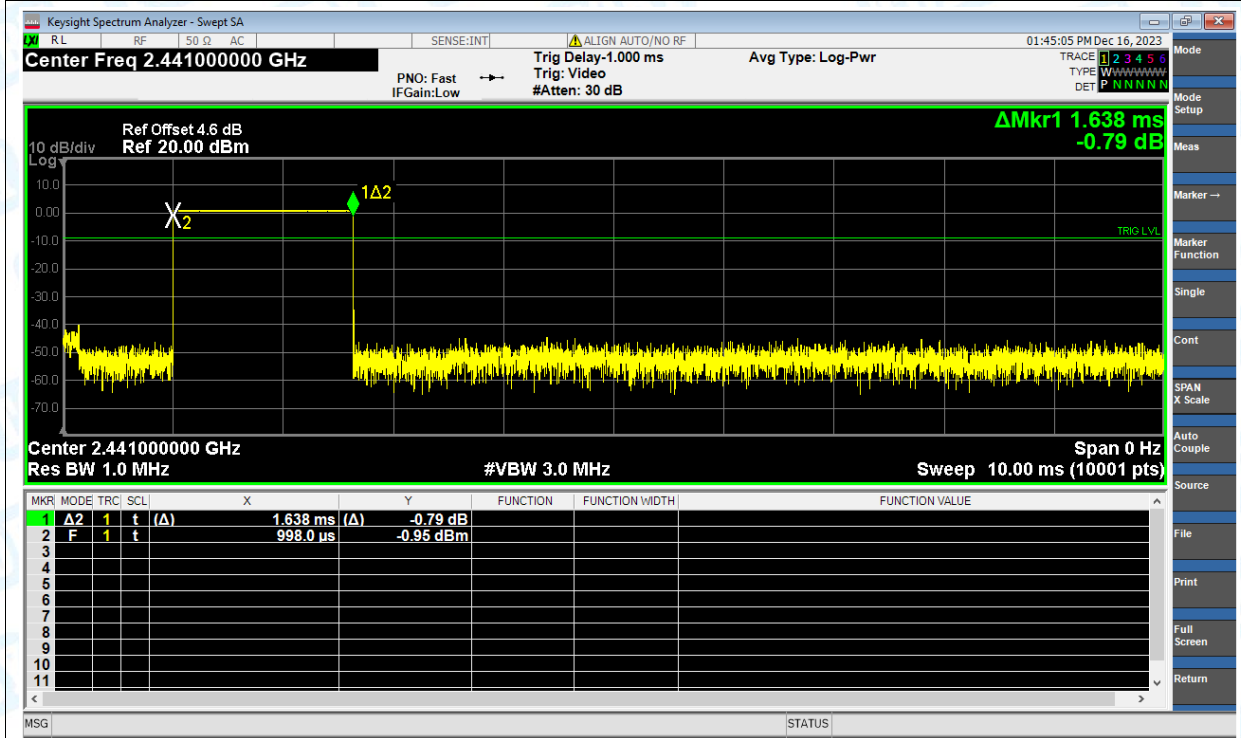 Keysight Spectrum Analyzer - Swept SA
LXI RL RF 50 Ω AC SENSE:INT ALIGN AUTO/NO RF 01:45:05 PM Dec 16, 2023
Center Freq 2.441000000 GHz
PNO: Fast
IFGain:Low
Trig Delay-1.000 ms
Trig: Video
#Atten: 30 dB
Avg Type: Log-Pwr
TRACE 1 2 3 4 5 6
TYPE WWWWWW
DET P NNNNN
ΔMkr1 1.638 ms
-0.79 dB
Ref Offset 4.6 dB
10 dB/div Ref 20.00 dBm
Log
10.0
0.00
-10.0
-20.0
-30.0
-40.0
-50.0
-60.0
-70.0
1Δ2
X2
TRIG LVL
Center 2.441000000 GHz Span 0 Hz
Res BW 1.0 MHz #VBW 3.0 MHz Sweep 10.00 ms (10001 pts)
MKR MODE TRC SCL X Y FUNCTION FUNCTION WIDTH FUNCTION VALUE
1 Δ2 1 t (Δ) 1.638 ms (Δ) -0.79 dB
2 F 1 t 998.0 µs -0.95 dBm
3
4
5
6
7
8
9
10
11
MSG STATUS
Mode
Mode
Setup
Meas
Marker →
Marker
Function
Single
Cont
SPAN
X Scale
Auto
Couple
Source
File
Print
Full
Screen
Return